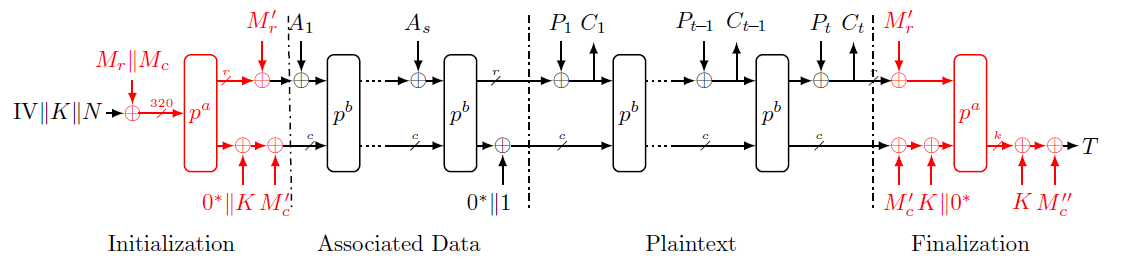 M′_r A_1 A_s P_1 C_1 P_{t−1} C_{t−1} P_t C_t M′_r
M_r∥M_c
r r
320
IV∥K∥N p^a p^b p^b p^b p^b p^a
c c c c c k
T
0*∥K M′_c 0*∥1 M′_c K∥0* K M″_c
Initialization Associated Data Plaintext Finalization